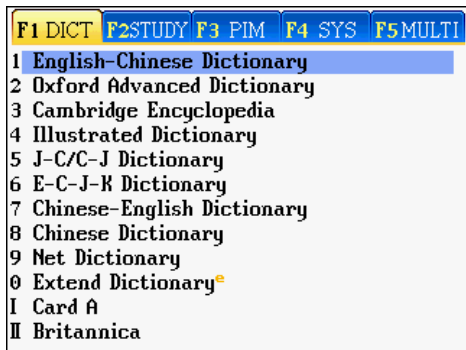 F1 DICT F2STUDY F3 PIM F4 SYS F5MULTI
1 English-Chinese Dictionary
2 Oxford Advanced Dictionary
3 Cambridge Encyclopedia
4 Illustrated Dictionary
5 J-C/C-J Dictionary
6 E-C-J-K Dictionary
7 Chinese-English Dictionary
8 Chinese Dictionary
9 Net Dictionary
0 Extend Dictionarye
I Card A
II Britannica